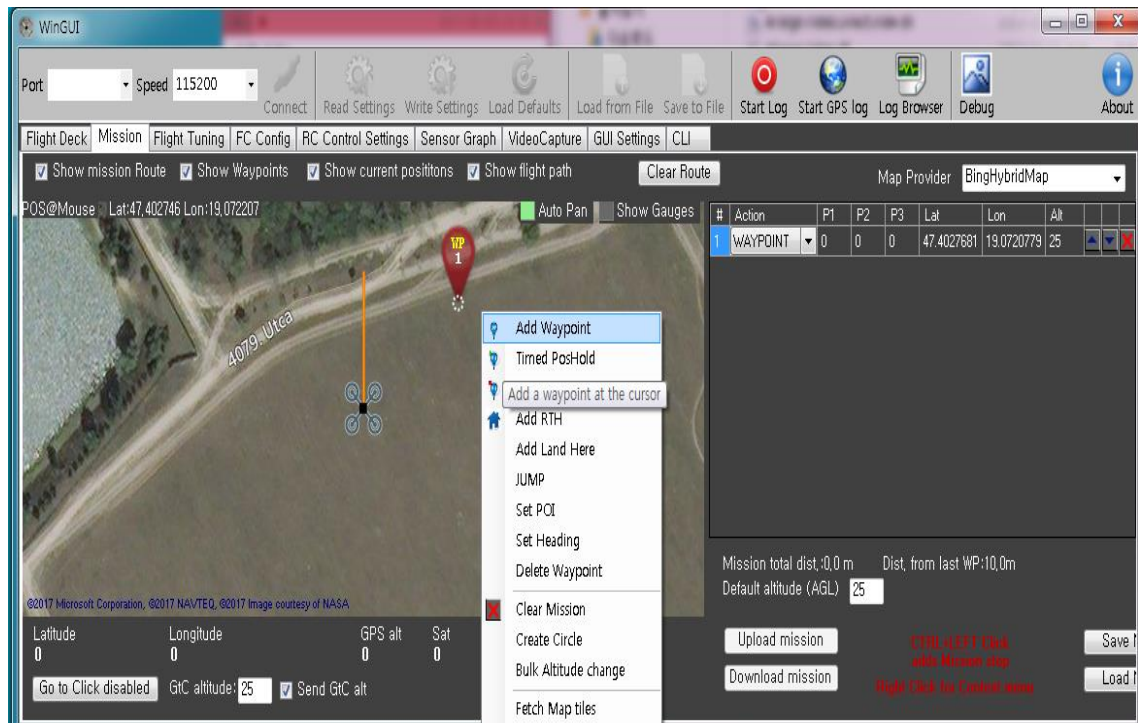 WinGUI
Port Speed 115200 Connect Read Settings Write Settings Load Defaults Load from File Save to File Start Log Start GPS log Log Browser Debug About
Flight Deck Mission Flight Tuning FC Config RC Control Settings Sensor Graph VideoCapture GUI Settings CLI
Show mission Route Show Waypoints Show current posititons Show flight path Clear Route Map Provider BingHybridMap
POS@Mouse Lat:47,402746 Lon:19,072207 Auto Pan Show Gauges
# Action P1 P2 P3 Lat Lon Alt
1 WAYPOINT 0 0 0 47.4027681 19.0720779 25
WP
1
4079. Utca
Add Waypoint
Timed PosHold
Add a waypoint at the cursor
Add RTH
Add Land Here
JUMP
Set POI
Set Heading
Delete Waypoint
Clear Mission
Create Circle
Bulk Altitude change
Fetch Map tiles
Mission total dist,:0,0 m Dist, from last WP:10,0m
Default altitude (AGL) 25
©2017 Microsoft Corporation, ©2017 NAVTEQ, ©2017 Image courtesy of NASA
Latitude Longitude GPS alt Sat
0 0 0 0
Go to Click disabled GtC altitude: 25 Send GtC alt
Upload mission
Download mission
CTRL+LEFT Click
adds Mission step
Right Click for Context menu
Save
Load